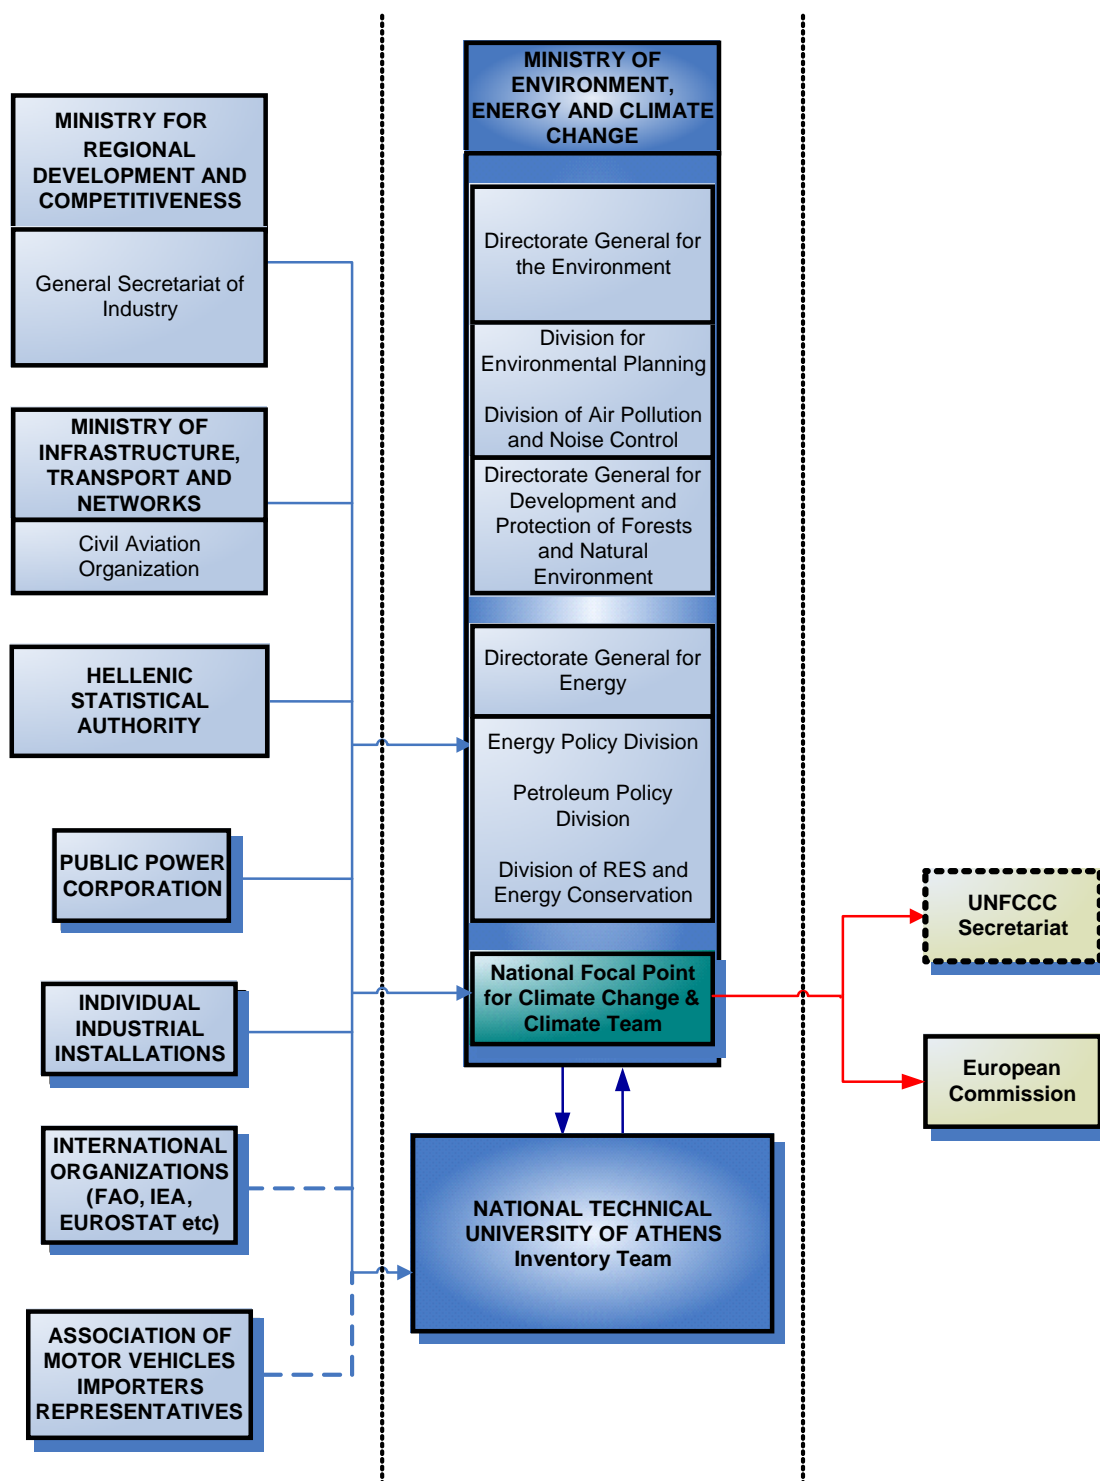 MINISTRY FOR
REGIONAL
DEVELOPMENT AND
COMPETITIVENESS
General Secretariat of
Industry
MINISTRY OF
INFRASTRUCTURE,
TRANSPORT AND
NETWORKS
Civil Aviation
Organization
HELLENIC
STATISTICAL
AUTHORITY
PUBLIC POWER
CORPORATION
INDIVIDUAL
INDUSTRIAL
INSTALLATIONS
INTERNATIONAL
ORGANIZATIONS
(FAO, IEA,
EUROSTAT etc)
ASSOCIATION OF
MOTOR VEHICLES
IMPORTERS
REPRESENTATIVES
MINISTRY OF
ENVIRONMENT,
ENERGY AND CLIMATE
CHANGE
Directorate General for
the Environment
Division for
Environmental Planning
Division of Air Pollution
and Noise Control
Directorate General for
Development and
Protection of Forests
and Natural
Environment
Directorate General for
Energy
Energy Policy Division
Petroleum Policy
Division
Division of RES and
Energy Conservation
National Focal Point
for Climate Change &
Climate Team
NATIONAL TECHNICAL
UNIVERSITY OF ATHENS
Inventory Team
UNFCCC
Secretariat
European
Commission